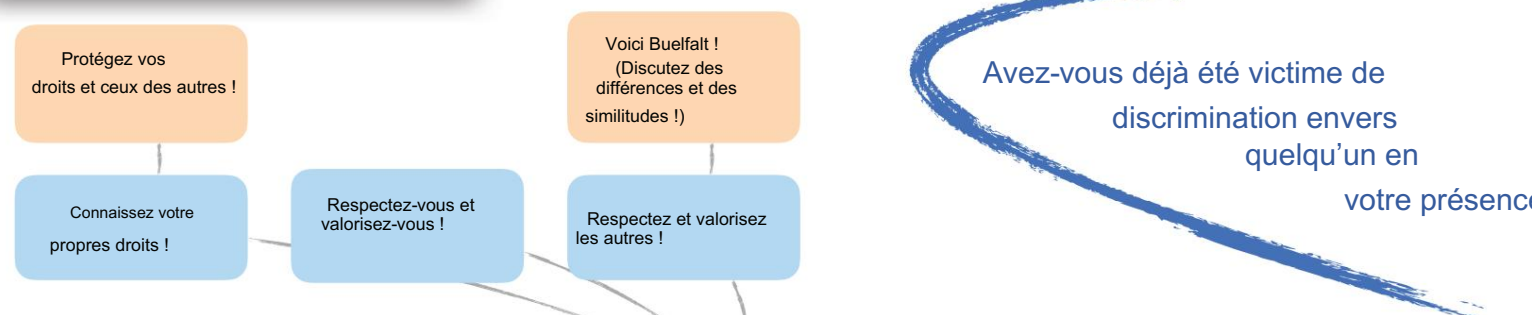 Protégez vos
droits et ceux des autres !
Voici Buelfalt !
(Discutez des
différences et des
similitudes !)
Connaissez votre
propres droits !
Respectez-vous et
valorisez-vous !
Respectez et valorisez
les autres !
Avez-vous déjà été victime de
discrimination envers
quelqu'un en
votre présence